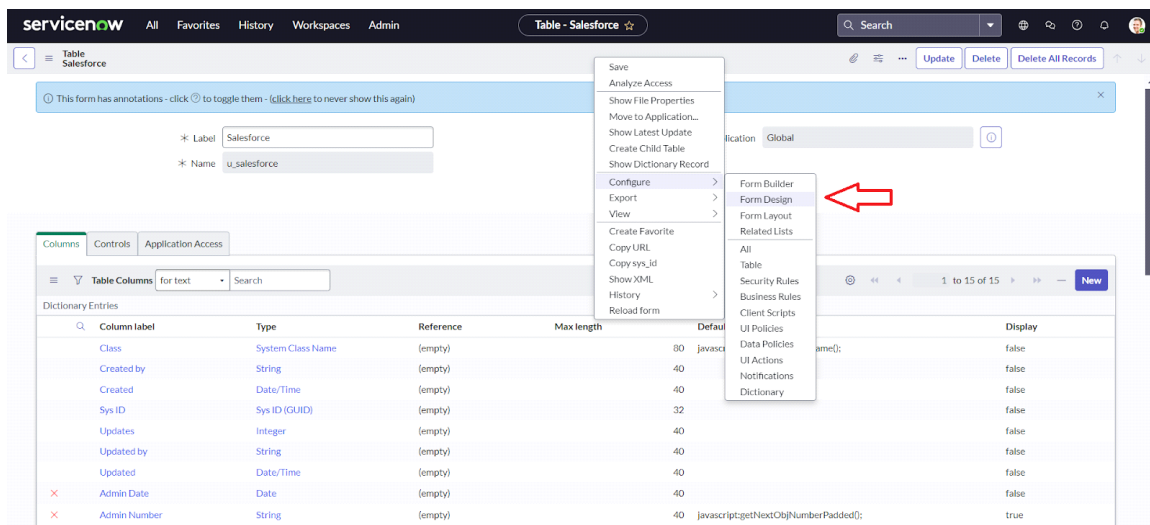 servicenow All Favorites History Workspaces Admin Table - Salesforce Search
Table
Salesforce
Update Delete Delete All Records
This form has annotations - click to toggle them - (click here to never show this again)
Label Salesforce
Name u_salesforce
lication Global
Save
Analyze Access
Show File Properties
Move to Application...
Show Latest Update
Create Child Table
Show Dictionary Record
Configure
Export
View
Create Favorite
Copy URL
Copy sys_id
Show XML
History
Reload form
Form Builder
Form Design
Form Layout
Related Lists
All
Table
Security Rules
Business Rules
Client Scripts
UI Policies
Data Policies
UI Actions
Notifications
Dictionary
Columns Controls Application Access
Table Columns for text Search 1 to 15 of 15 New
Dictionary Entries
Column label Type Reference Max length Defau Display
Class System Class Name (empty) 80 javasc ame(); false
Created by String (empty) 40 false
Created Date/Time (empty) 40 false
Sys ID Sys ID (GUID) (empty) 32 false
Updates Integer (empty) 40 false
Updated by String (empty) 40 false
Updated Date/Time (empty) 40 false
Admin Date Date (empty) 40 false
Admin Number String (empty) 40 javascript:getNextObjNumberPadded(); true